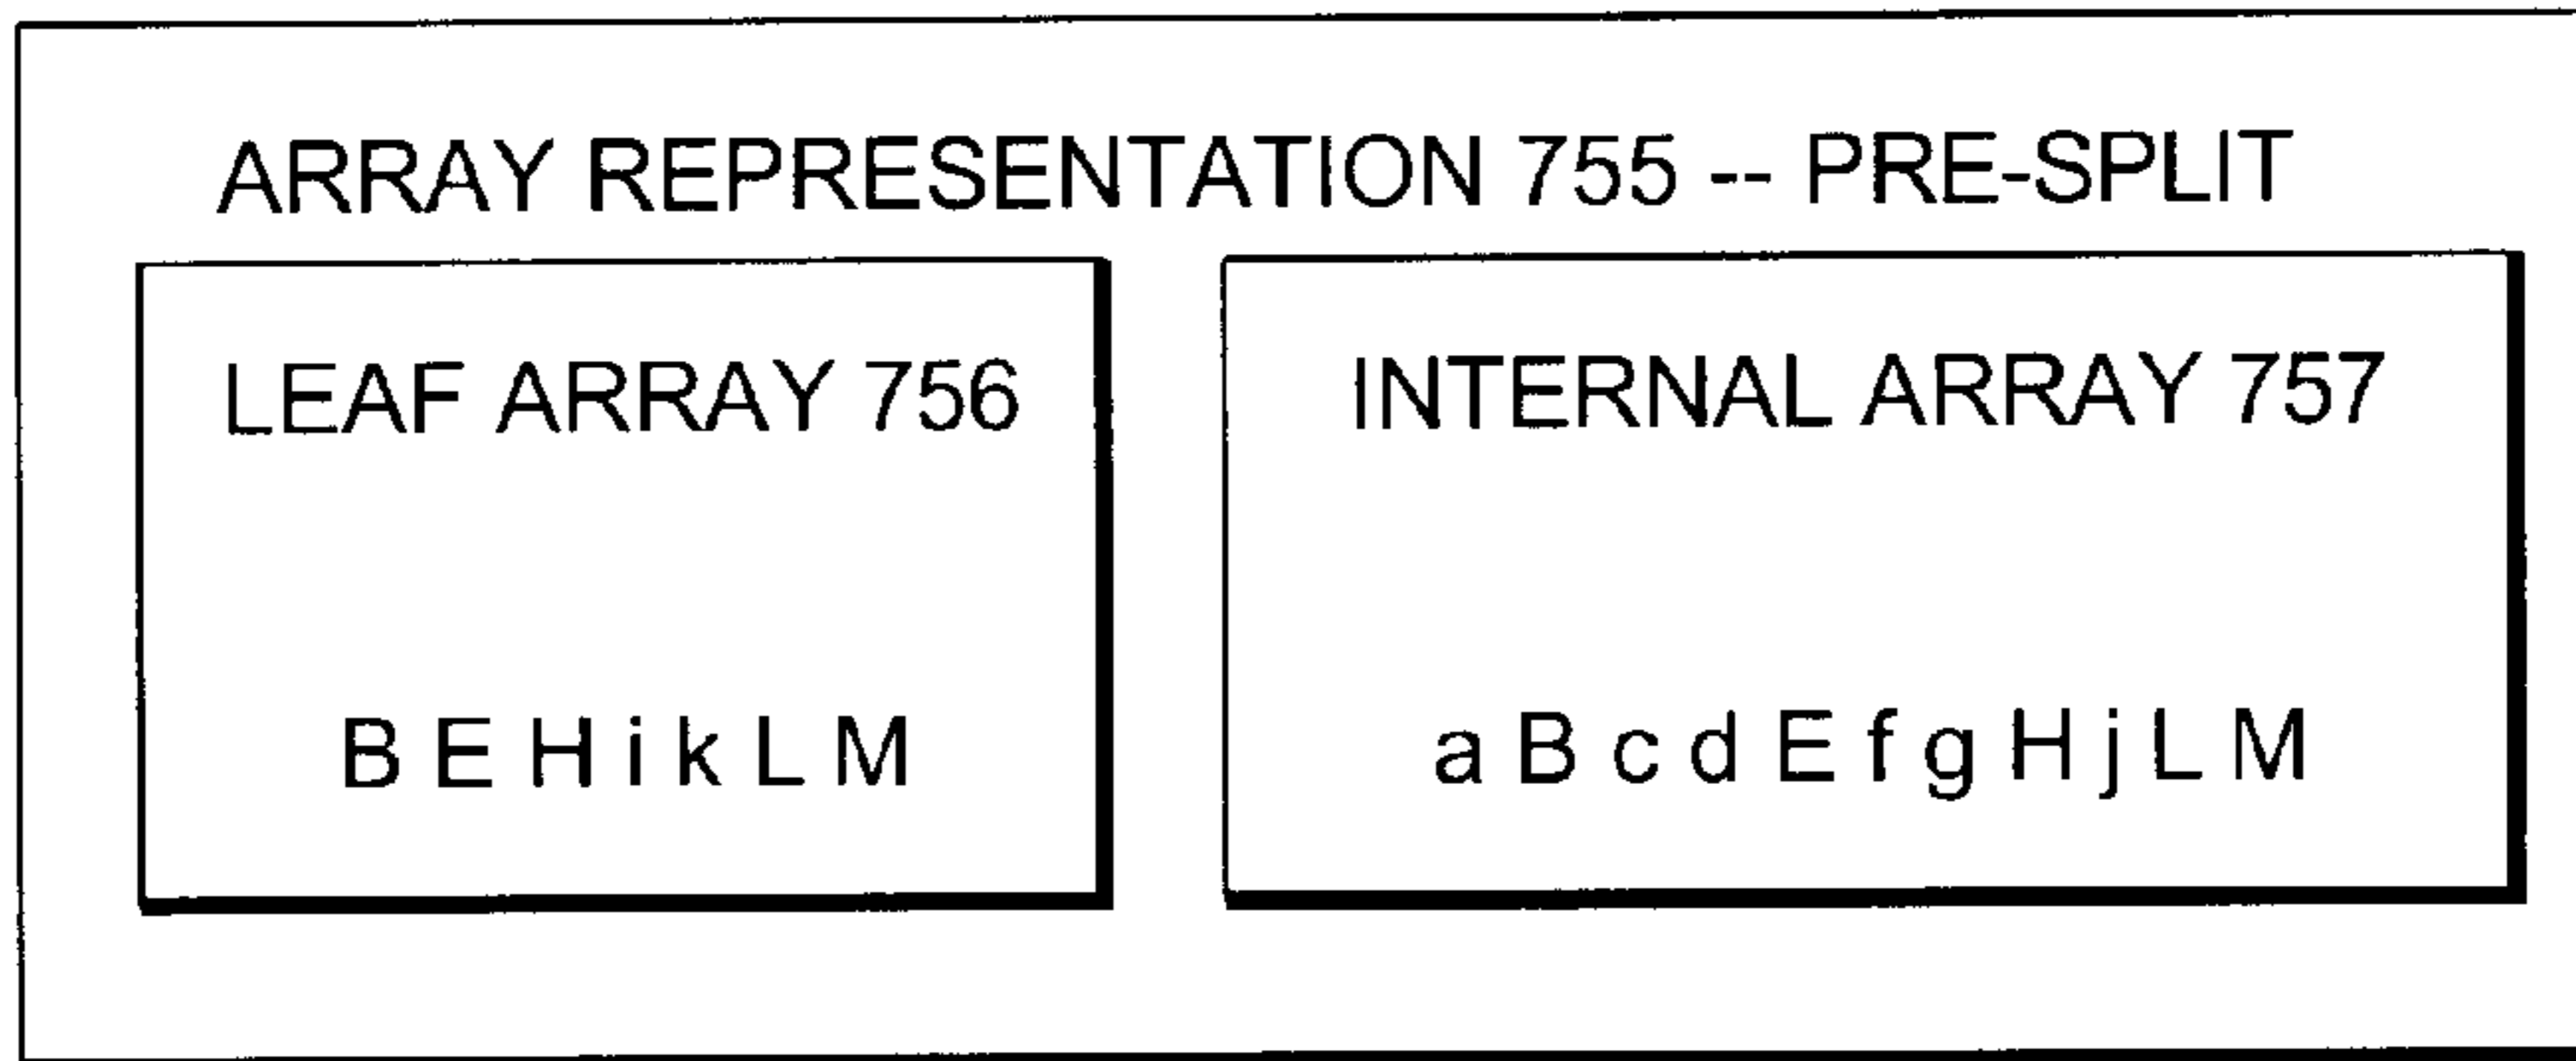 ARRAY REPRESENTATION 755 -- PRE-SPLIT
LEAF ARRAY 756
B E H i k L M
INTERNAL ARRAY 757
a B c d E f g H j L M